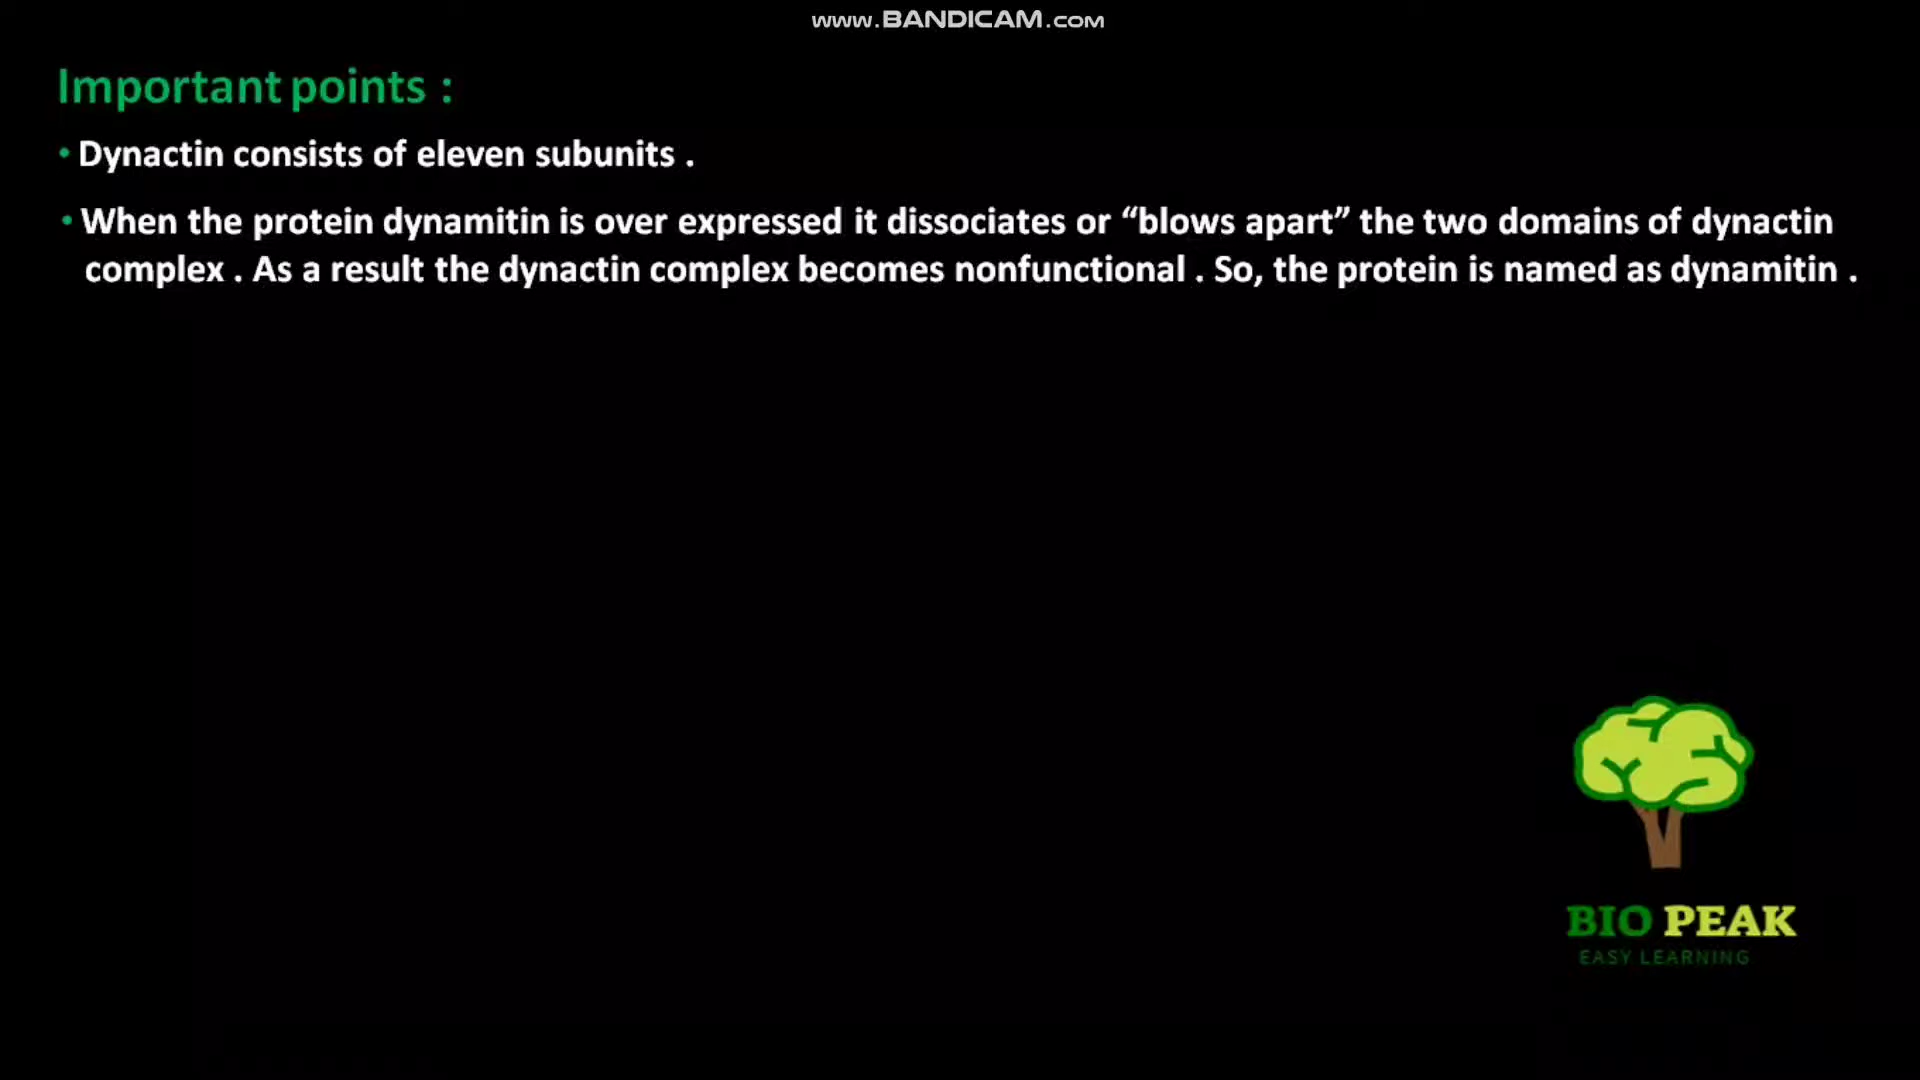 www.BANDICAM.com
Important points :
• Dynactin consists of eleven subunits .
• When the protein dynamitin is over expressed it dissociates or “blows apart” the two domains of dynactin
complex . As a result the dynactin complex becomes nonfunctional . So, the protein is named as dynamitin .
BIO PEAK
EASY LEARNING